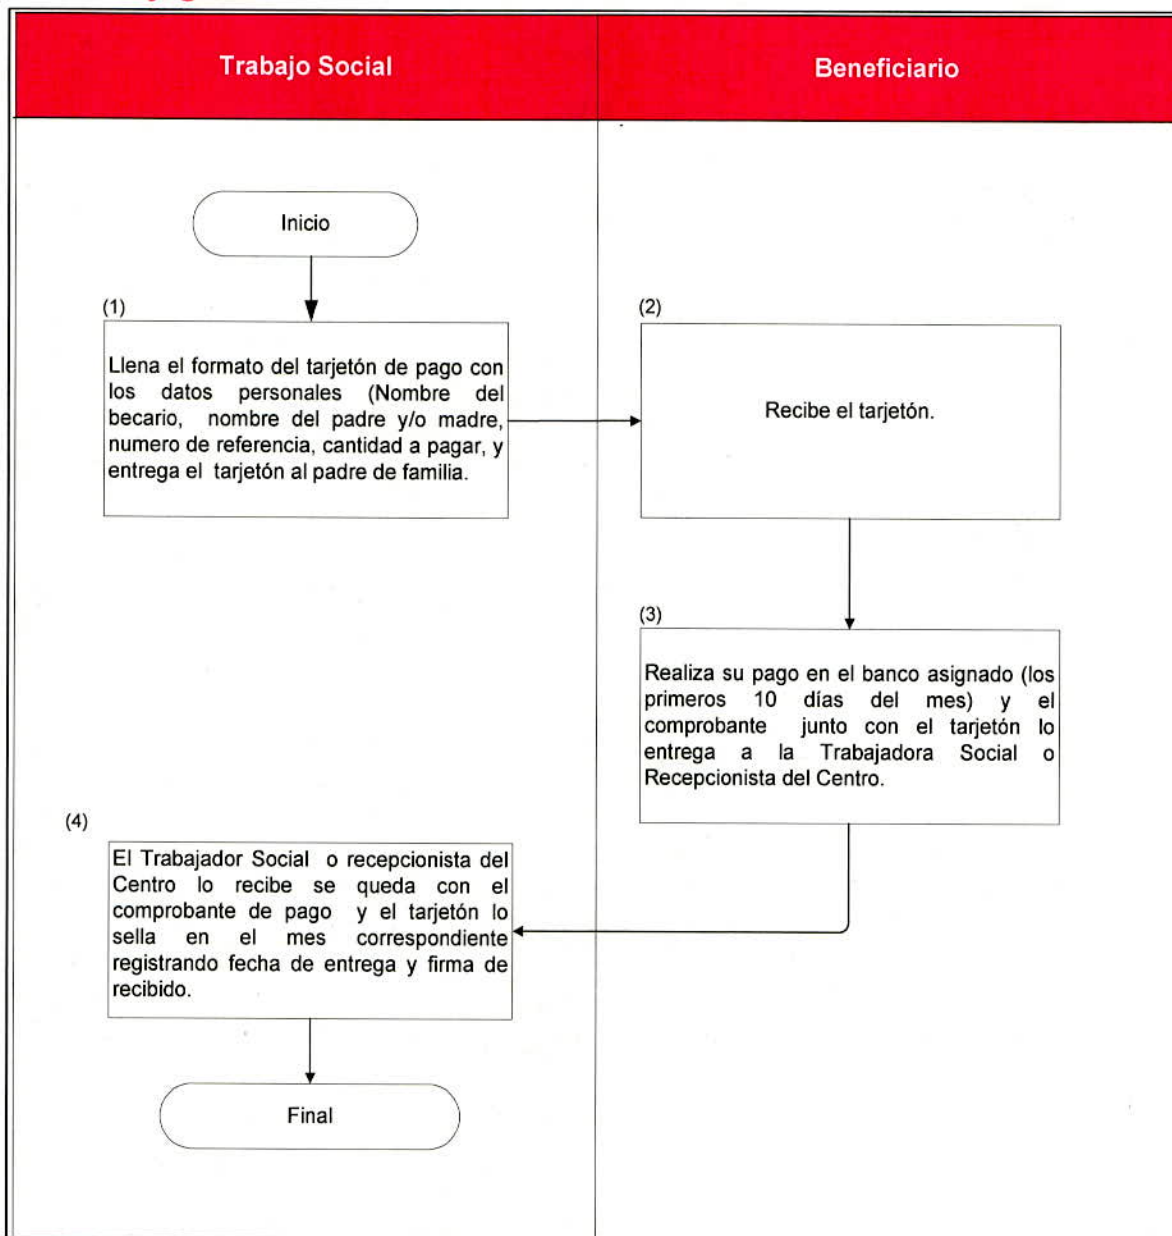 Trabajo Social
Beneficiario
Inicio
(1)
Llena el formato del tarjetón de pago con
los datos personales (Nombre del
becario, nombre del padre y/o madre,
numero de referencia, cantidad a pagar, y
entrega el tarjetón al padre de familia.
(2)
Recibe el tarjetón.
(3)
Realiza su pago en el banco asignado (los
primeros 10 días del mes) y el
comprobante junto con el tarjetón lo
entrega a la Trabajadora Social o
Recepcionista del Centro.
(4)
El Trabajador Social o recepcionista del
Centro lo recibe se queda con el
comprobante de pago y el tarjetón lo
sella en el mes correspondiente
registrando fecha de entrega y firma de
recibido.
Final